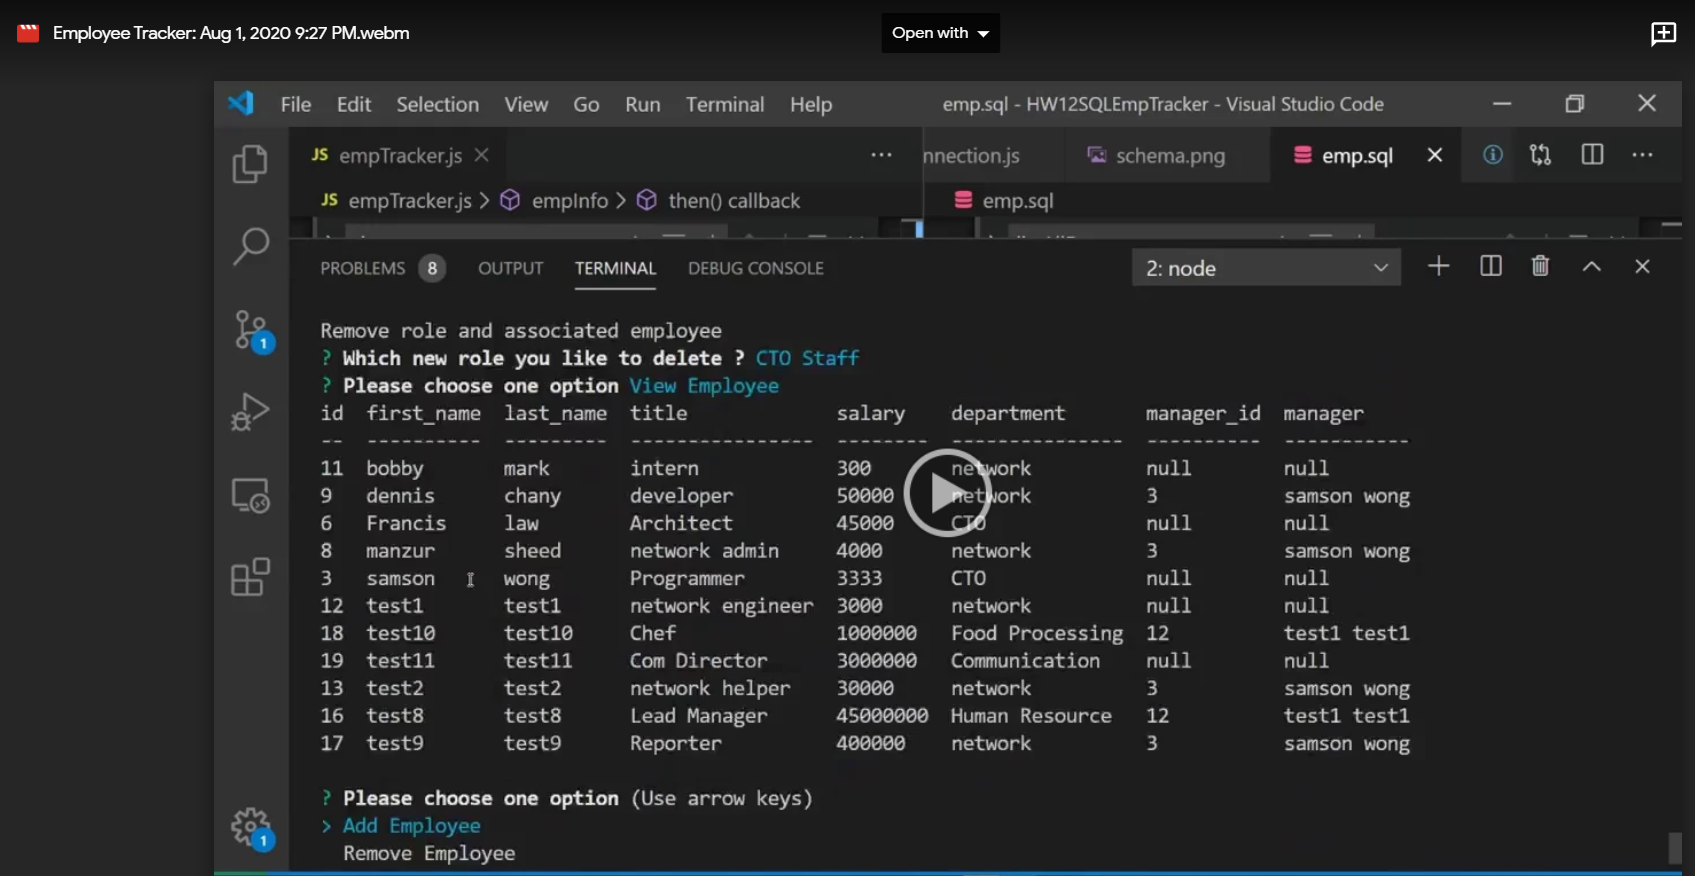 Employee Tracker: Aug 1, 2020 9:27 PM.webm
Open with
File Edit Selection View Go Run Terminal Help
emp.sql - HW12SQLEmpTracker - Visual Studio Code
JS empTracker.js
nnection.js
schema.png
emp.sql
JS empTracker.js > empInfo > then() callback
emp.sql
PROBLEMS 8 OUTPUT TERMINAL DEBUG CONSOLE
2: node
1
Remove role and associated employee
? Which new role you like to delete ? CTO Staff
? Please choose one option View Employee
id first_name last_name title salary department manager_id manager
-- ---------- --------- ---------------- -------- --------------- ---------- -----------
11 bobby mark intern 300 network null null
9 dennis chany developer 50000 network 3 samson wong
6 Francis law Architect 45000 CTO null null
8 manzur sheed network admin 4000 network 3 samson wong
3 samson wong Programmer 3333 CTO null null
12 test1 test1 network engineer 3000 network null null
18 test10 test10 Chef 1000000 Food Processing 12 test1 test1
19 test11 test11 Com Director 3000000 Communication null null
13 test2 test2 network helper 30000 network 3 samson wong
16 test8 test8 Lead Manager 45000000 Human Resource 12 test1 test1
17 test9 test9 Reporter 400000 network 3 samson wong
? Please choose one option (Use arrow keys)
> Add Employee
Remove Employee
1